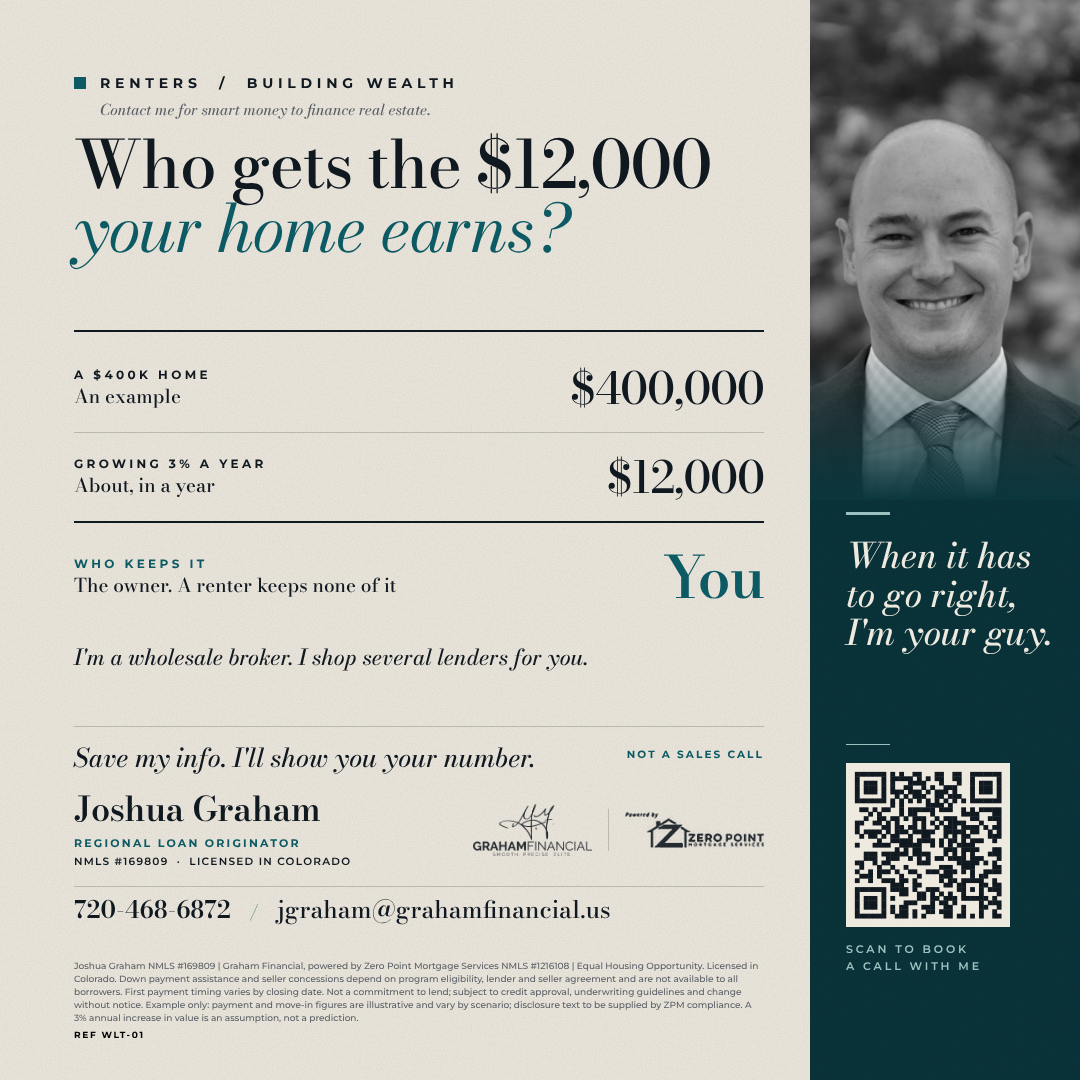 RENTERS / BUILDING WEALTH
Contact me for smart money to finance real estate.
Who gets the $12,000
your home earns?
A $400K HOME
An example
$400,000
GROWING 3% A YEAR
About, in a year
$12,000
WHO KEEPS IT
The owner. A renter keeps none of it
You
I'm a wholesale broker. I shop several lenders for you.
Save my info. I'll show you your number.
NOT A SALES CALL
Joshua Graham
REGIONAL LOAN ORIGINATOR
NMLS #169809 · LICENSED IN COLORADO
GRAHAMFINANCIAL
SMOOTH. PRECISE. ELITE.
Powered by
ZERO POINT
MORTGAGE SERVICES
720-468-6872 / jgraham@grahamfinancial.us
Joshua Graham NMLS #169809 | Graham Financial, powered by Zero Point Mortgage Services NMLS #1216108 | Equal Housing Opportunity. Licensed in
Colorado. Down payment assistance and seller concessions depend on program eligibility, lender and seller agreement and are not available to all
borrowers. First payment timing varies by closing date. Not a commitment to lend; subject to credit approval, underwriting guidelines and change
without notice. Example only: payment and move-in figures are illustrative and vary by scenario; disclosure text to be supplied by ZPM compliance. A
3% annual increase in value is an assumption, not a prediction.
REF WLT-01
When it has
to go right,
I'm your guy.
SCAN TO BOOK
A CALL WITH ME